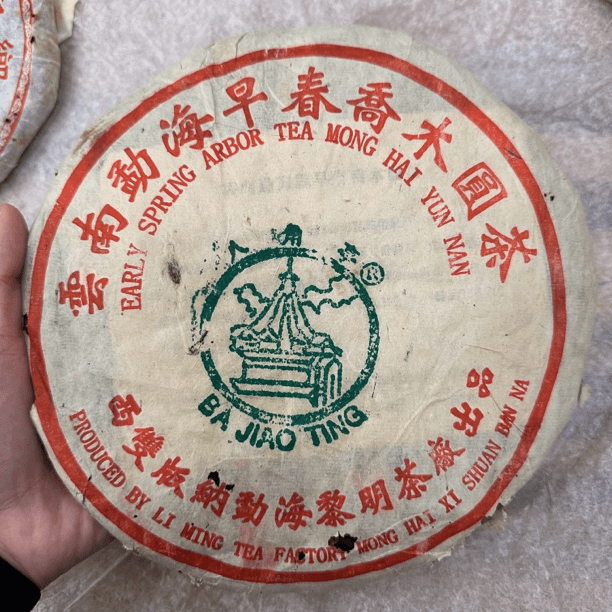 雲南勐海早春喬木圓茶
EARLY SPRING ARBOR TEA MONG HAI YUN NAN
BA JIAO TING
西雙版納勐海黎明茶廠出品
PRODUCED BY LI MING TEA FACTORY MONG HAI XI SHUAN BAN NA